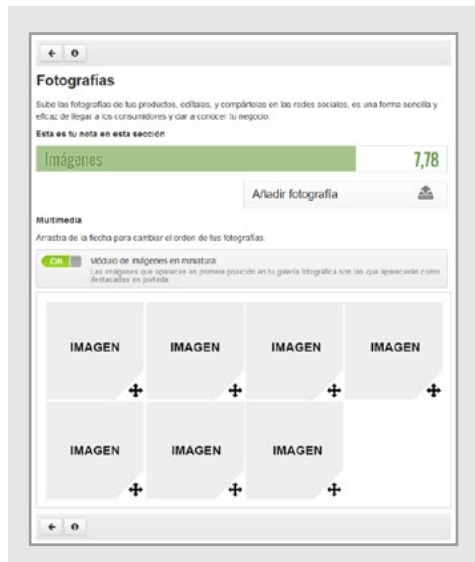 Fotografías
Sube las fotografías de tus productos, edítalas, y compártelas en las redes sociales, es una forma sencilla y
eficaz de llegar a los consumidores y dar a conocer tu negocio.
Esta es tu nota en esta sección
Imágenes 7,78
Añadir fotografía
Multimedia
Arrastra de la flecha para cambiar el orden de tus fotografías.
ON Módulo de imágenes en miniatura
Las imágenes que aparecen en primera posición en tu galería fotográfica son las que aparecerán como
destacadas en portada.
IMAGEN IMAGEN IMAGEN IMAGEN
IMAGEN IMAGEN IMAGEN